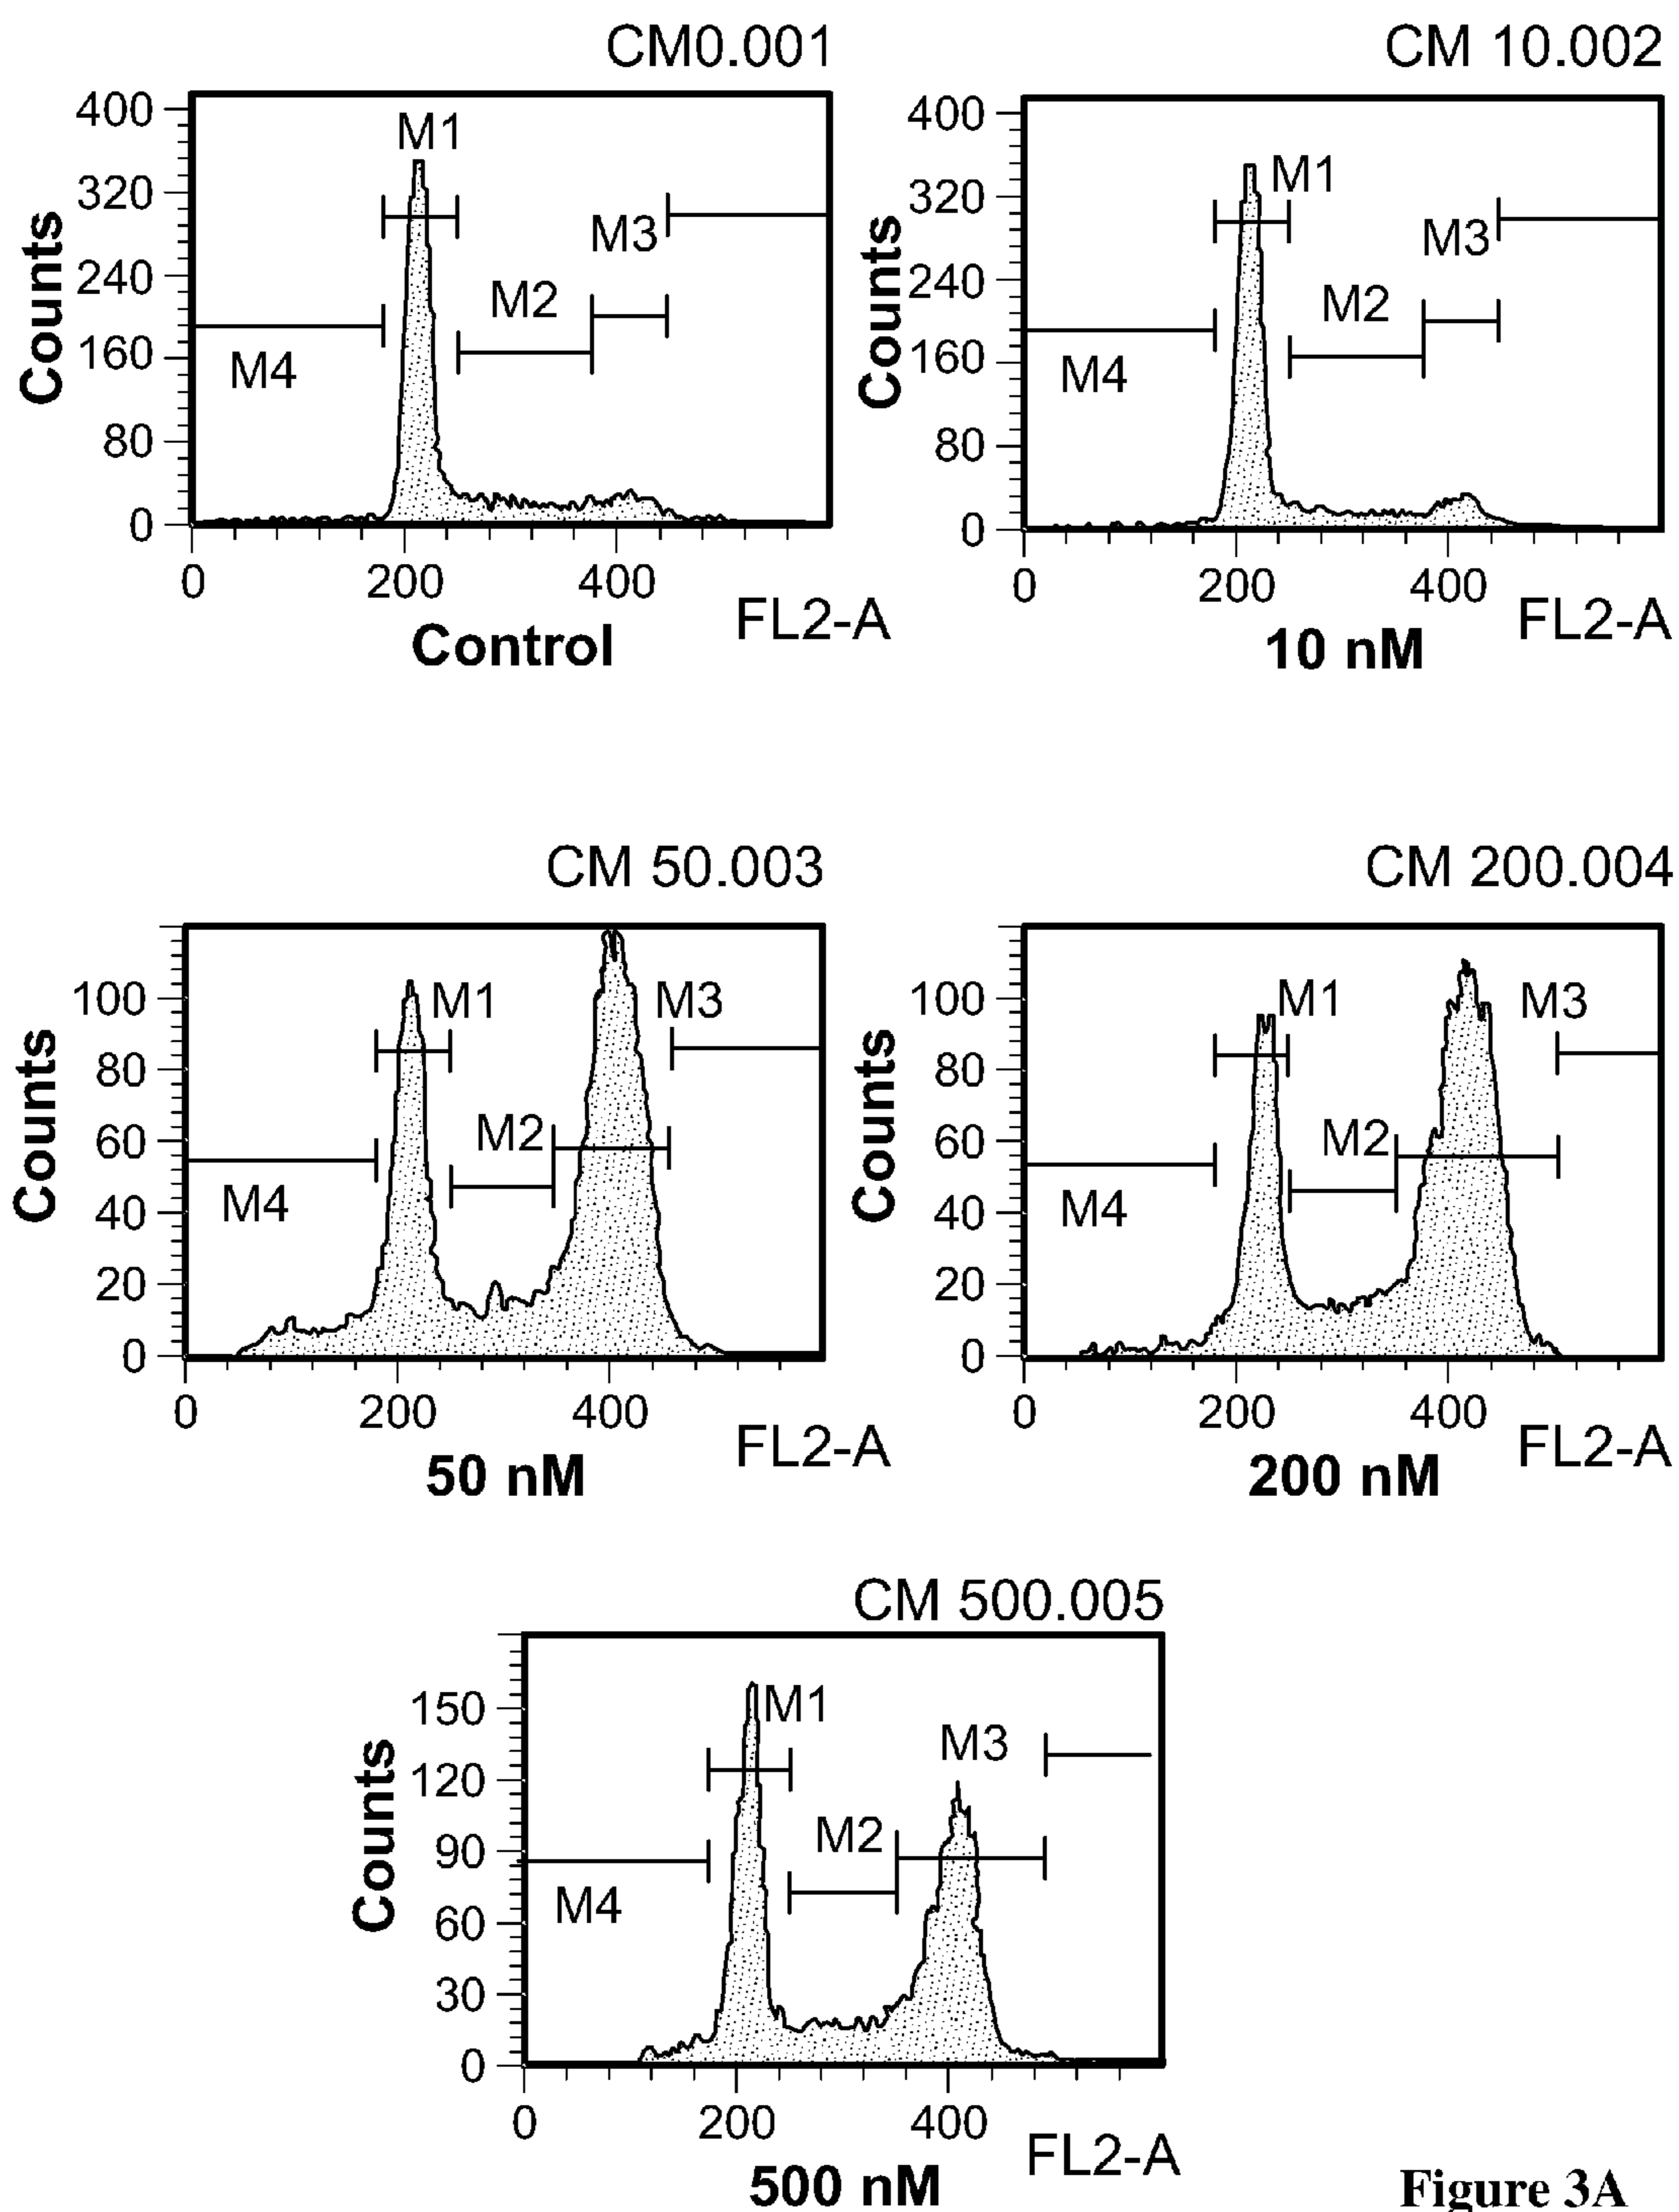 CM0.001
400
320
240
160
80
0
Counts
M1
M2
M3
M4
0 200 400
FL2-A
Control
CM 10.002
400
320
240
160
80
0
Counts
M1
M2
M3
M4
0 200 400
FL2-A
10 nM
CM 50.003
100
80
60
40
20
0
Counts
M1
M2
M3
M4
0 200 400
FL2-A
50 nM
CM 200.004
100
80
60
40
20
0
Counts
M1
M2
M3
M4
0 200 400
FL2-A
200 nM
CM 500.005
150
120
90
60
30
0
Counts
M1
M2
M3
M4
0 200 400
FL2-A
500 nM
Figure 3A